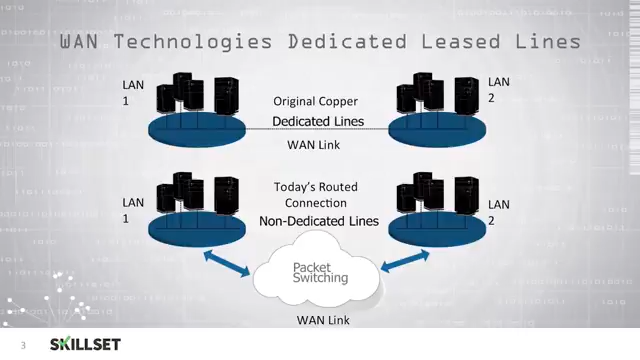 WAN Technologies Dedicated Leased Lines
LAN
1
Original Copper
Dedicated Lines
WAN Link
LAN
2
LAN
1
Today's Routed
Connection
Non-Dedicated Lines
LAN
2
Packet
Switching
WAN Link
3
SKILLSET